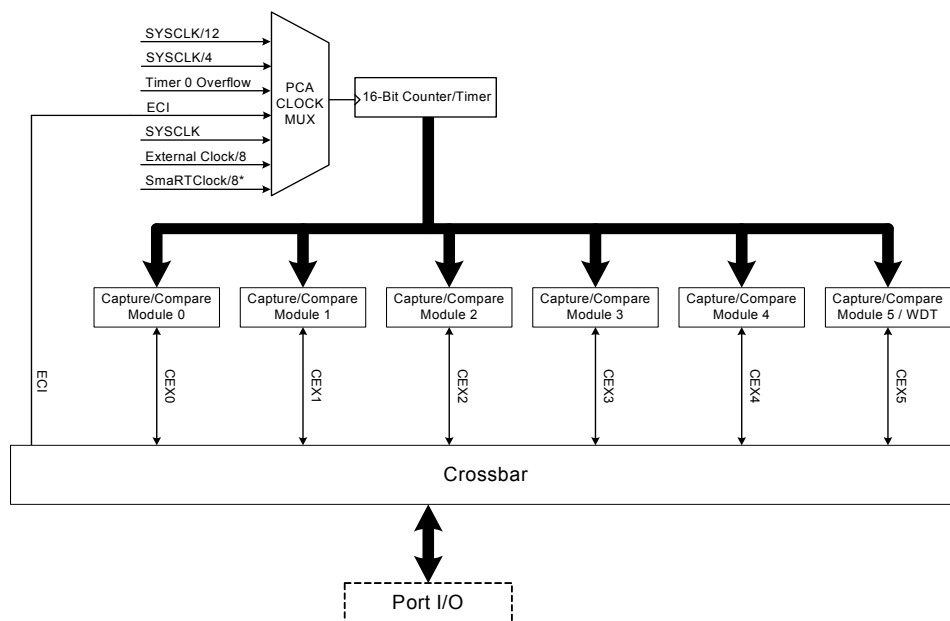 SYSCLK/12
SYSCLK/4
Timer 0 Overflow
ECI
SYSCLK
External Clock/8
SmaRTClock/8*
PCA
CLOCK
MUX
16-Bit Counter/Timer
Capture/Compare
Module 0
Capture/Compare
Module 1
Capture/Compare
Module 2
Capture/Compare
Module 3
Capture/Compare
Module 4
Capture/Compare
Module 5 / WDT
ECI
CEX0
CEX1
CEX2
CEX3
CEX4
CEX5
Crossbar
Port I/O